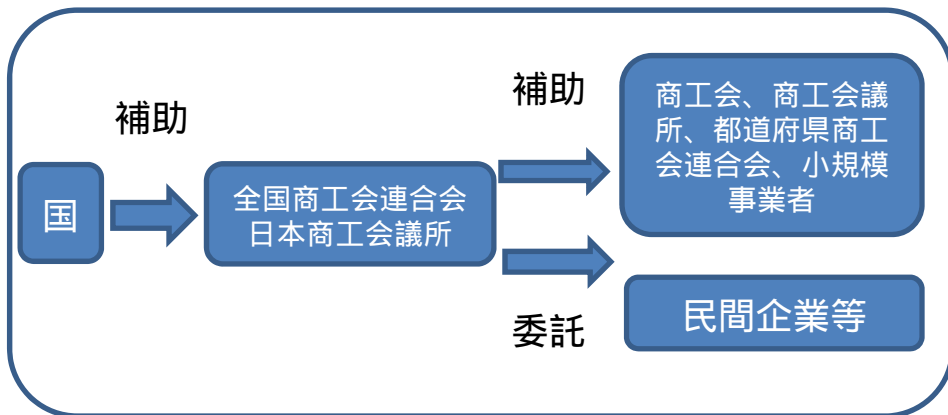 補助
補助
国
全国商工会連合会
日本商工会議所
商工会、商工会議
所、都道府県商工
会連合会、小規模
事業者
委託
民間企業等